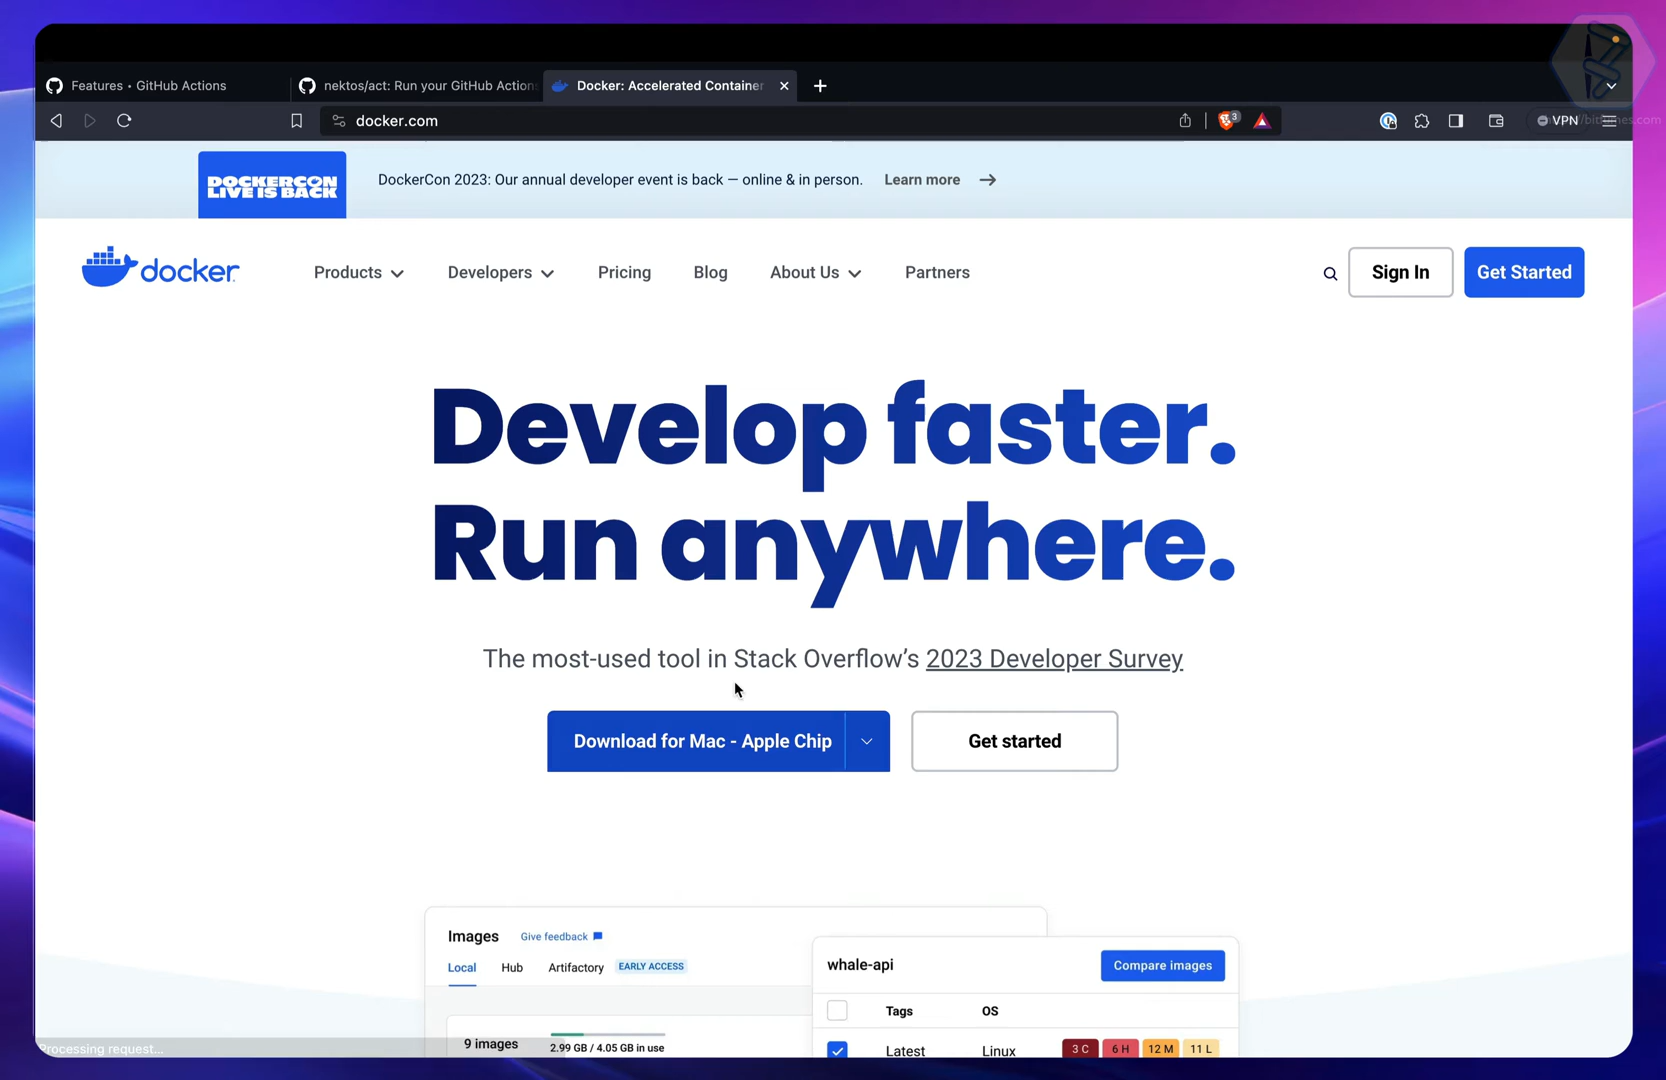 Features • GitHub Actions
nektos/act: Run your GitHub Action
Docker: Accelerated Container
docker.com
3
VPN
DOCKERCON
LIVE IS BACK
DockerCon 2023: Our annual developer event is back — online & in person.
Learn more
docker
Products
Developers
Pricing
Blog
About Us
Partners
Sign In
Get Started
Develop faster.
Run anywhere.
The most-used tool in Stack Overflow’s 2023 Developer Survey
Download for Mac - Apple Chip
Get started
Images
Give feedback
Local
Hub
Artifactory
EARLY ACCESS
9 images
2.99 GB / 4.05 GB in use
whale-api
Compare images
Tags
OS
Latest
Linux
3 C
6 H
12 M
11 L
Processing request...